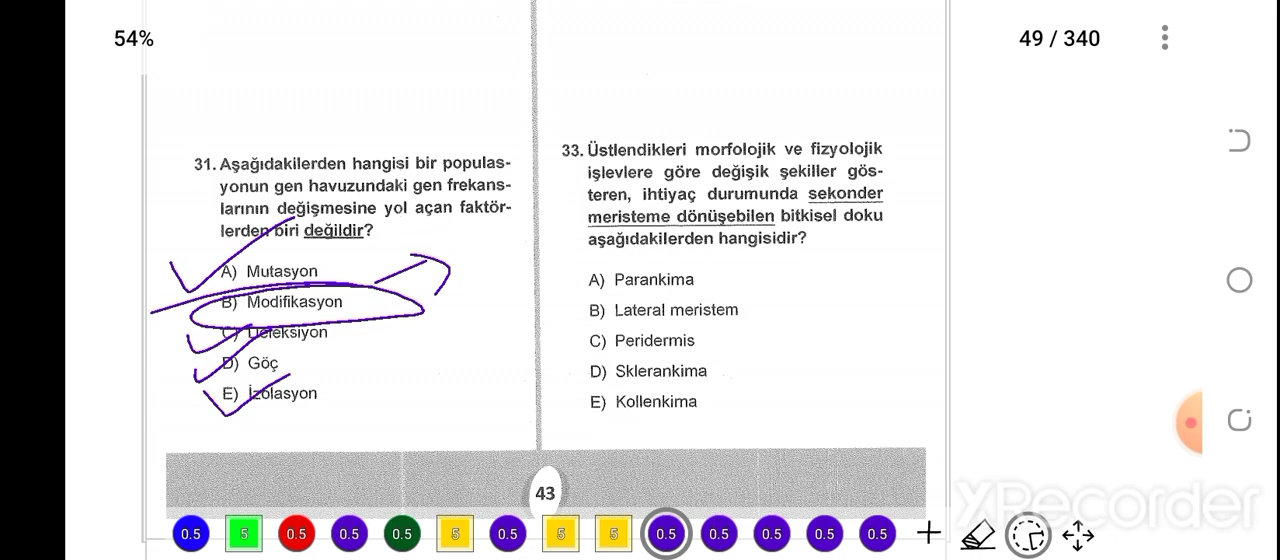 54%
49 / 340
31. Aşağıdakilerden hangisi bir populas-
yonun gen havuzundaki gen frekans-
larının değişmesine yol açan faktör-
lerden biri değildir?
A) Mutasyon
B) Modifikasyon
C) Deleksiyon
D) Göç
E) İzolasyon
33. Üstlendikleri morfolojik ve fizyolojik
işlevlere göre değişik şekiller gös-
teren, ihtiyaç durumunda sekonder
meristeme dönüşebilen bitkisel doku
aşağıdakilerden hangisidir?
A) Parankima
B) Lateral meristem
C) Peridermis
D) Sklerankima
E) Kollenkima
43
0.5 5 0.5 0.5 0.5 5 0.5 5 5 0.5 0.5 0.5 0.5 0.5
XRecorder